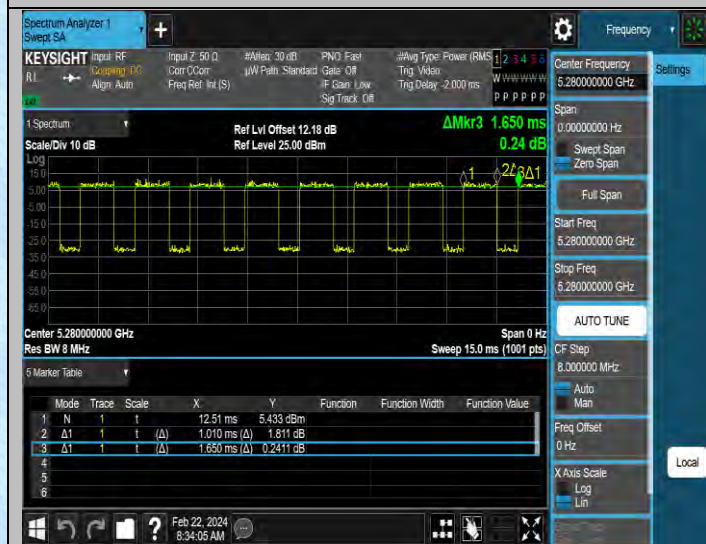 Spectrum Analyzer 1
Swept SA
+
Frequency
KEYSIGHT
Input: RF
Coupling: DC
Align: Auto
Input Z: 50 Ω
Corr CCorr
Freq Ref: Int (S)
#Atten: 30 dB
µW Path: Standard
PNO: Fast
Gate: Off
IF Gain: Low
Sig Track: Off
#Avg Type: Power (RMS
Trig: Video
Trig Delay: -2.000 ms
1 2 3 4 5 6
W W W W W W
P P P P P P
Center Frequency
5.280000000 GHz
Settings
Span
0.00000000 Hz
Swept Span
Zero Span
Full Span
Start Freq
5.280000000 GHz
Stop Freq
5.280000000 GHz
AUTO TUNE
CF Step
8.000000 MHz
Auto
Man
Freq Offset
0 Hz
X Axis Scale
Log
Lin
Local
1 Spectrum
Scale/Div 10 dB
Ref Lvl Offset 12.18 dB
Ref Level 25.00 dBm
ΔMkr3 1.650 ms
0.24 dB
Log
15.0
5.00
-5.00
-15.0
-25.0
-35.0
-45.0
-55.0
-65.0
1
3Δ1
Center 5.280000000 GHz
Span 0 Hz
Res BW 8 MHz
Sweep 15.0 ms (1001 pts)
5 Marker Table
Mode Trace Scale X Y Function Function Width Function Value
1 N 1 t 12.51 ms 5.433 dBm
2 Δ1 1 t (Δ) 1.010 ms (Δ) 1.811 dB
3 Δ1 1 t (Δ) 1.650 ms (Δ) 0.2411 dB
4
5
6
?
Feb 22, 2024
8:34:05 AM